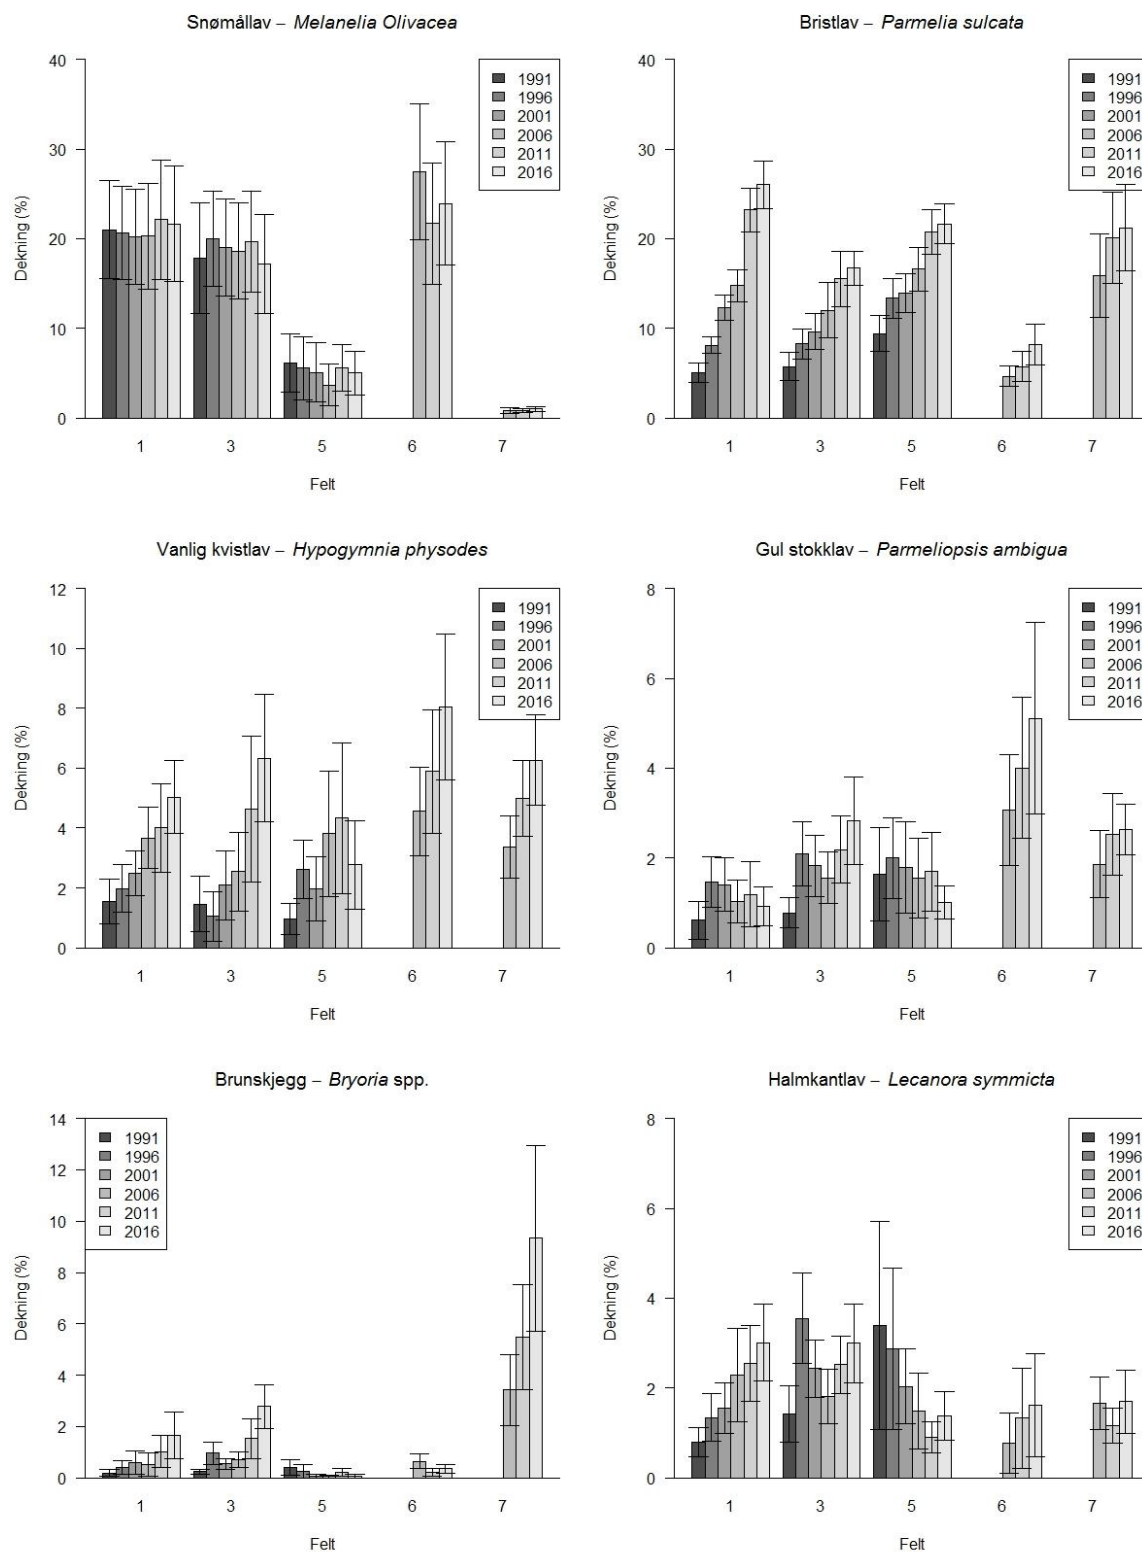 Snømållav – Melanelia Olivacea
40
30
20
10
0
Dekning (%)
1991
1996
2001
2006
2011
2016
1 3 5 6 7
Felt
Bristlav – Parmelia sulcata
40
30
20
10
0
Dekning (%)
1991
1996
2001
2006
2011
2016
1 3 5 6 7
Felt
Vanlig kvistlav – Hypogymnia physodes
12
10
8
6
4
2
0
Dekning (%)
1991
1996
2001
2006
2011
2016
1 3 5 6 7
Felt
Gul stokklav – Parmeliopsis ambigua
8
6
4
2
0
Dekning (%)
1991
1996
2001
2006
2011
2016
1 3 5 6 7
Felt
Brunskjegg – Bryoria spp.
14
12
10
8
6
4
2
0
Dekning (%)
1991
1996
2001
2006
2011
2016
1 3 5 6 7
Felt
Halmkantlav – Lecanora symmicta
8
6
4
2
0
Dekning (%)
1991
1996
2001
2006
2011
2016
1 3 5 6 7
Felt